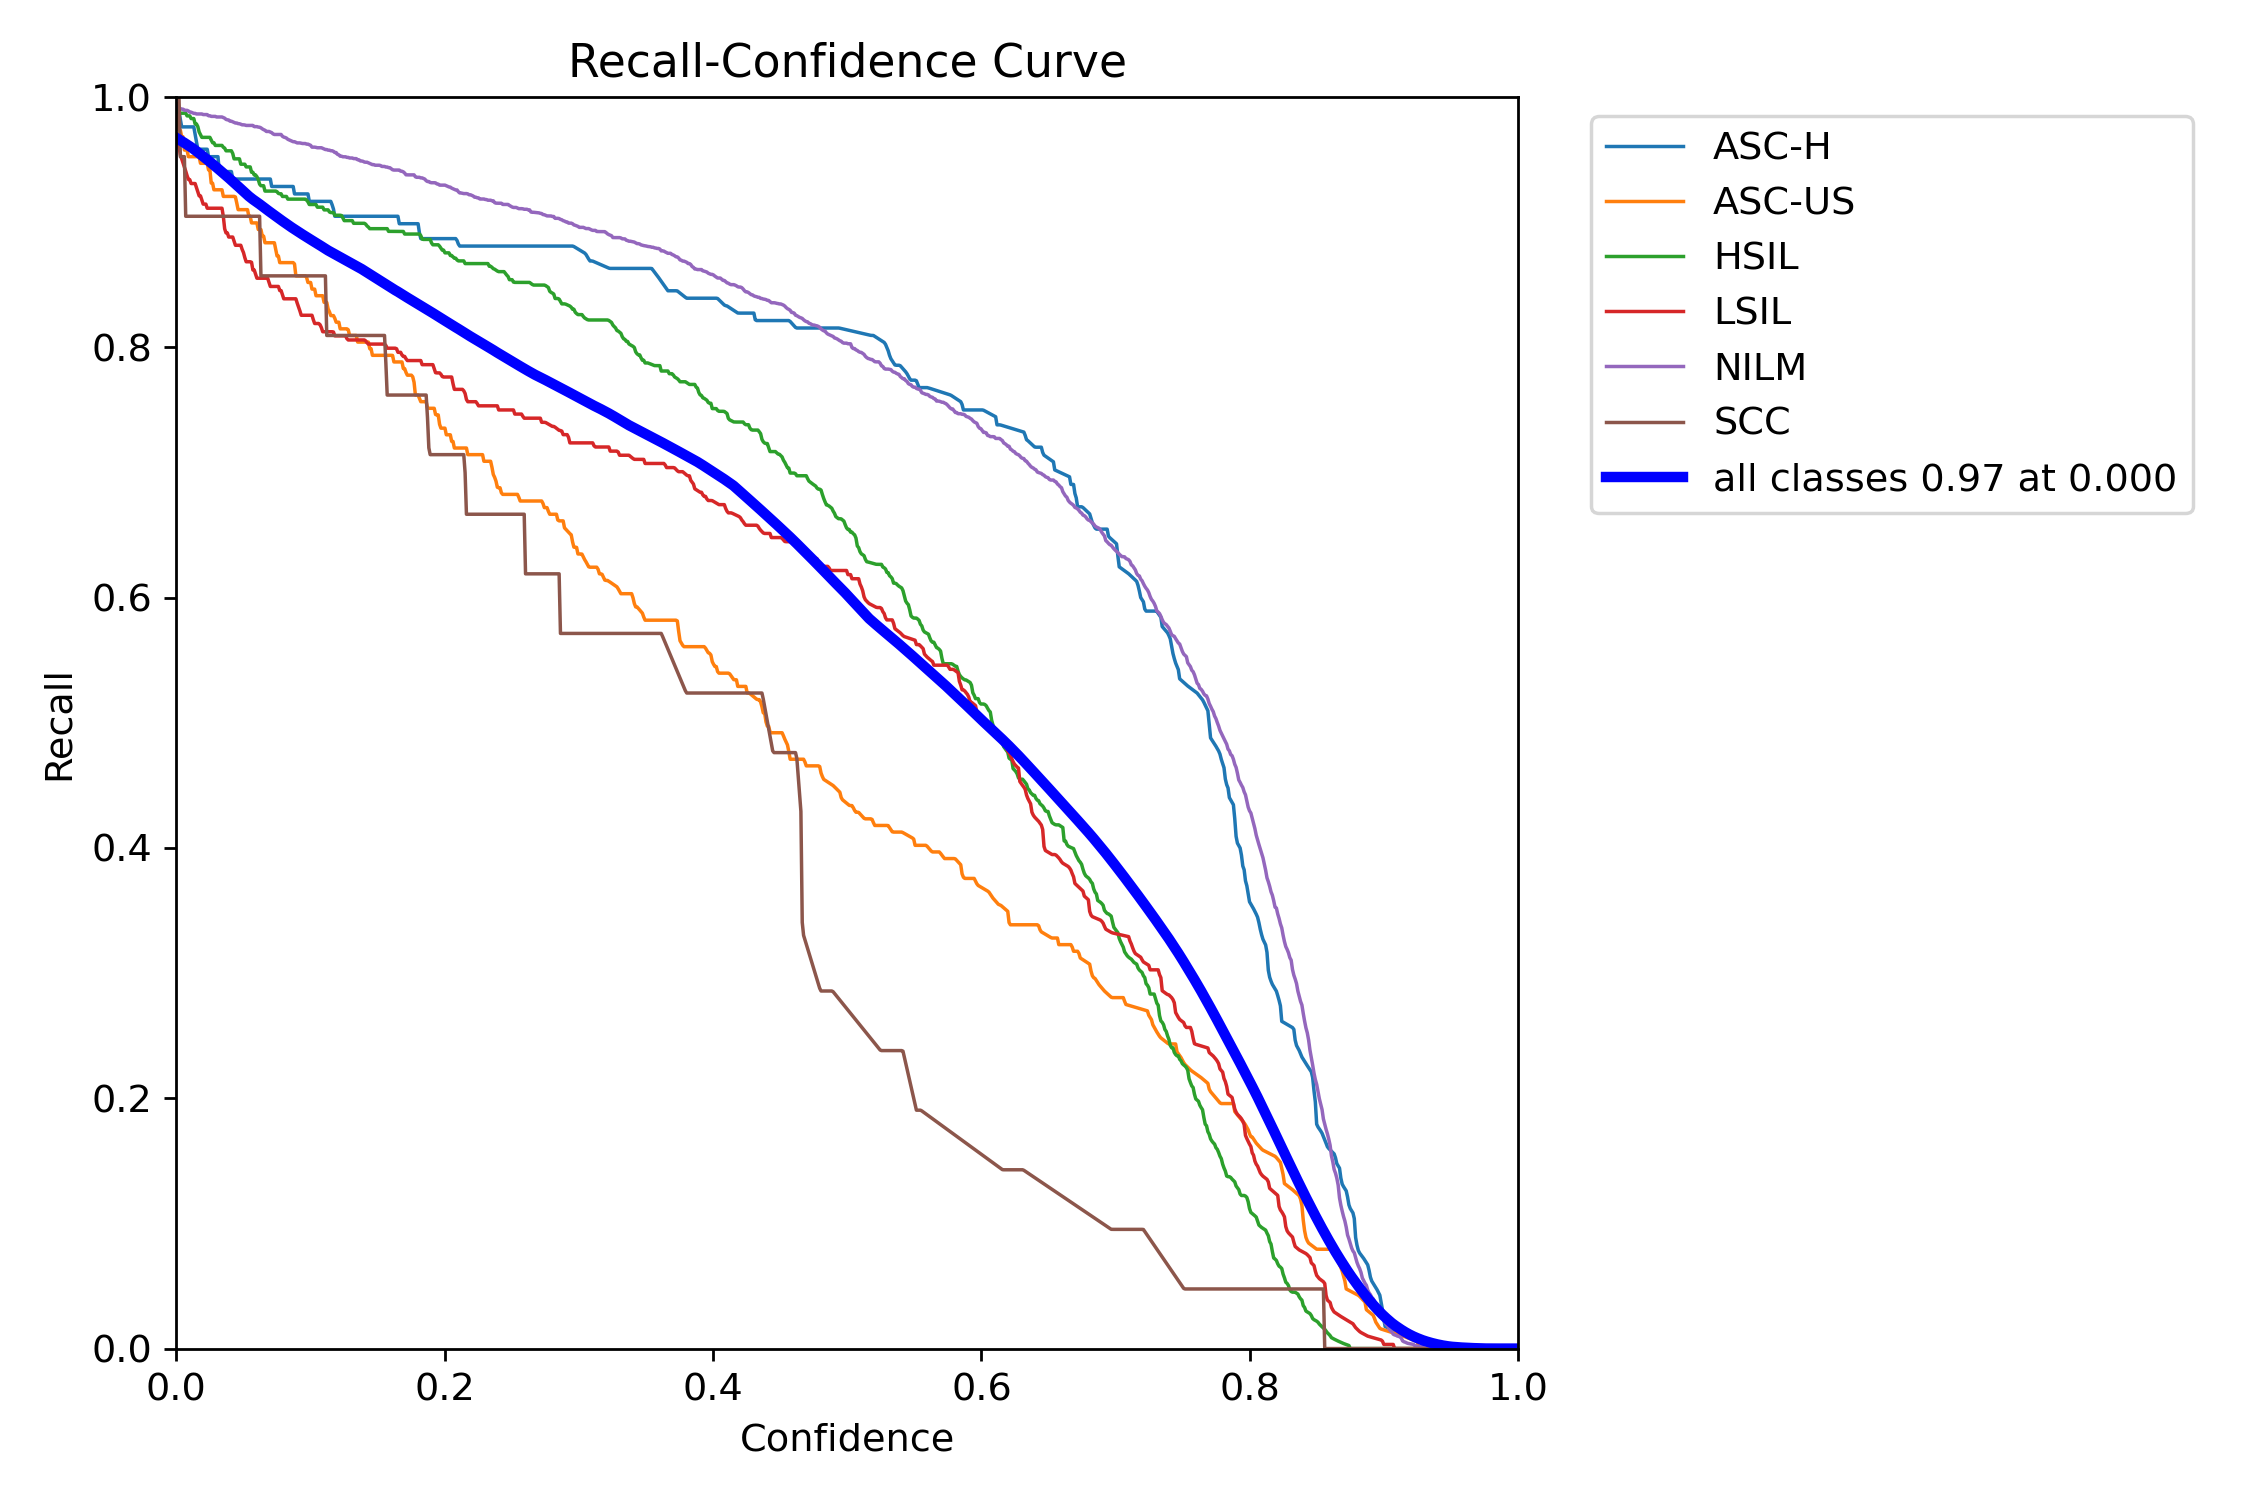 Recall-Confidence Curve
1.0
0.8
0.6
0.4
0.2
0.0
Recall
0.0
0.2
0.4
0.6
0.8
1.0
Confidence
ASC-H
ASC-US
HSIL
LSIL
NILM
SCC
all classes 0.97 at 0.000